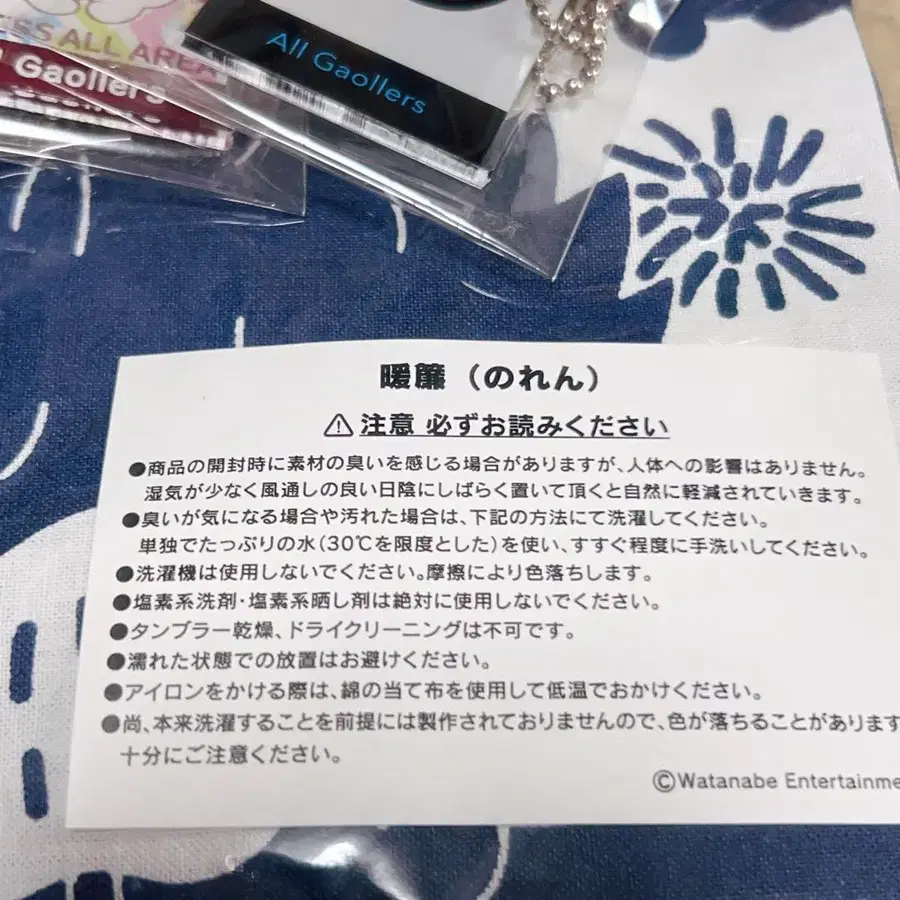 ESS ALL AREA
Gaollers
All Gaollers
暖簾（のれん）
⚠注意 必ずお読みください
●商品の開封時に素材の臭いを感じる場合がありますが、人体への影響はありません。
湿気が少なく風通しの良い日陰にしばらく置いて頂くと自然に軽減されていきます。
●臭いが気になる場合や汚れた場合は、下記の方法にて洗濯してください。
単独でたっぷりの水(30℃を限度とした)を使い、すすぐ程度に手洗いしてください。
●洗濯機は使用しないでください。摩擦により色落ちします。
●塩素系洗剤・塩素系晒し剤は絶対に使用しないでください。
●タンブラー乾燥、ドライクリーニングは不可です。
●濡れた状態での放置はお避けください。
●アイロンをかける際は、綿の当て布を使用して低温でおかけください。
●尚、本来洗濯することを前提には製作されておりませんので、色が落ちることがあります
十分にご注意ください。
©Watanabe Entertainme